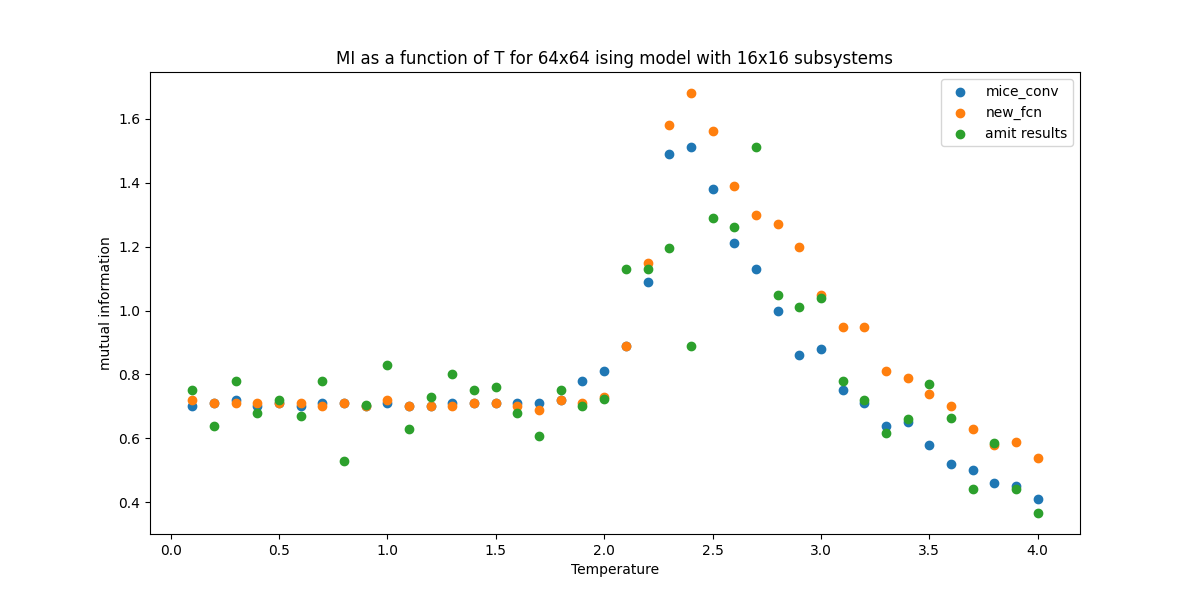 MI as a function of T for 64x64 ising model with 16x16 subsystems
mice_conv
new_fcn
amit results
mutual information
1.6
1.4
1.2
1.0
0.8
0.6
0.4
0.0 0.5 1.0 1.5 2.0 2.5 3.0 3.5 4.0
Temperature